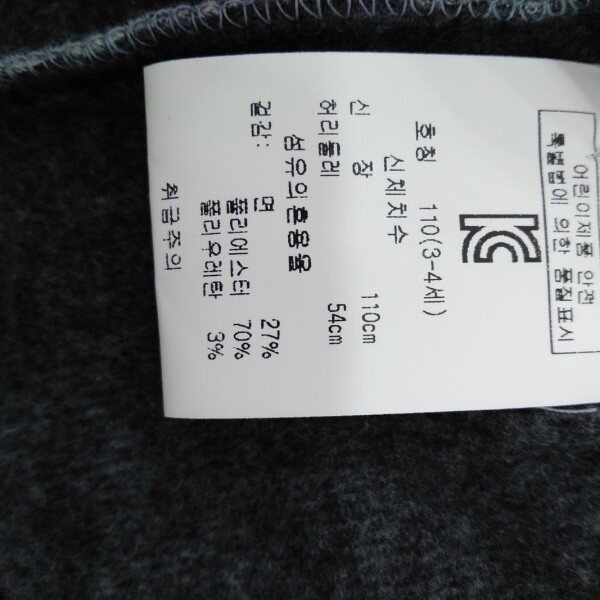 어린이제품 안전
특별법에 의한 품질표시
KC
호칭 110(3-4세)
신체치수
신 장 110cm
허리둘레 54cm
섬유의혼용율
겉감: 면 27%
폴리에스터 70%
폴리우레탄 3%
취급주의